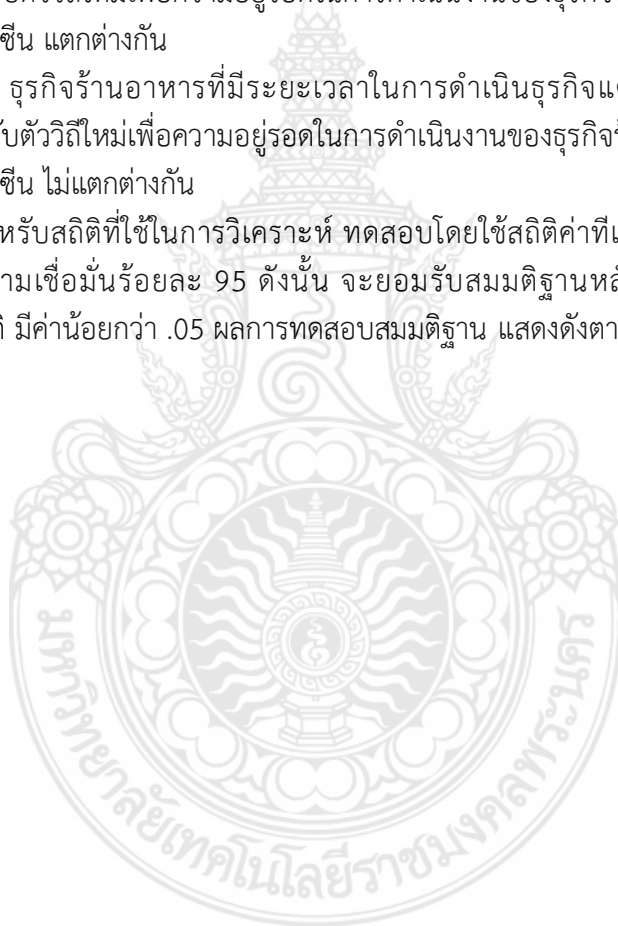 ซีน แตกต่างกัน
ธุรกิจร้านอาหารที่มีระยะเวลาในการดำเนินธุรกิจแต
ับตัววิถีใหม่เพื่อความอยู่รอดในการดำเนินงานของธุรกิจร้
ซีน ไม่แตกต่างกัน
หรับสถิติที่ใช้ในการวิเคราะห์ ทดสอบโดยใช้สถิติค่าที
ามเชื่อมั่นร้อยละ 95 ดังนั้น จะยอมรับสมมติฐานหลั
ิ มีค่าน้อยกว่า .05 ผลการทดสอบสมมติฐาน แสดงดังตา
มหาวิทยาลัยเทคโนโลยีราชมงคลพระนคร